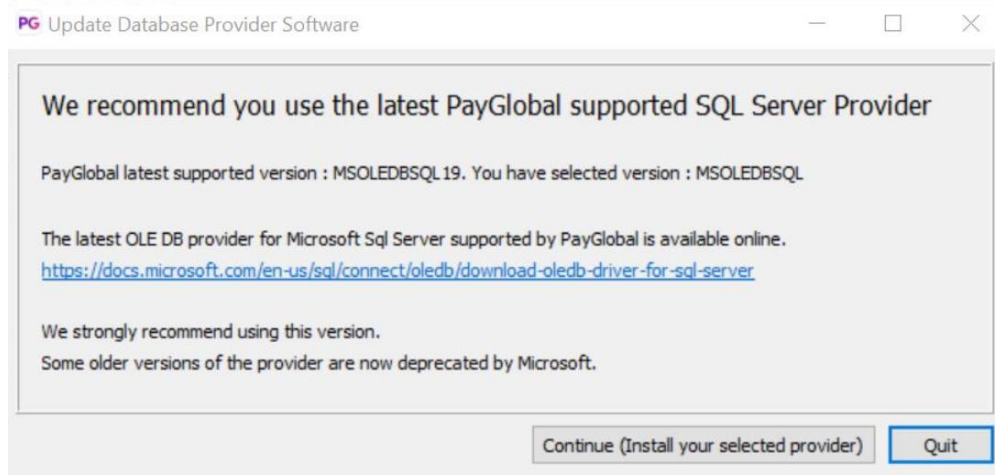 PG Update Database Provider Software
We recommend you use the latest PayGlobal supported SQL Server Provider
PayGlobal latest supported version : MSOLEDBSQL19. You have selected version : MSOLEDBSQL
The latest OLE DB provider for Microsoft Sql Server supported by PayGlobal is available online.
https://docs.microsoft.com/en-us/sql/connect/oledb/download-oledb-driver-for-sql-server
We strongly recommend using this version.
Some older versions of the provider are now deprecated by Microsoft.
Continue (Install your selected provider) Quit